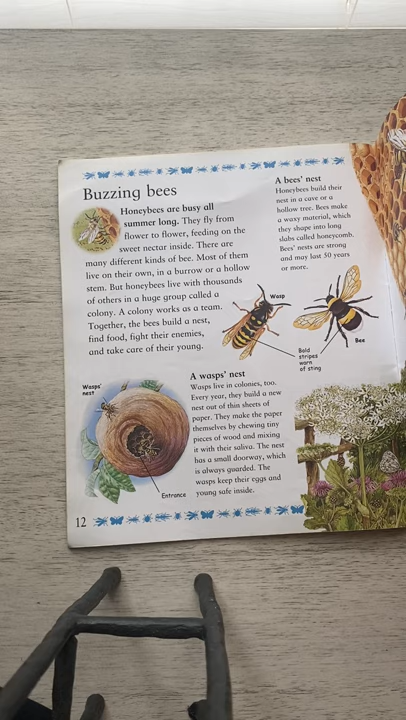 Buzzing bees
Honeybees are busy all
summer long. They fly from
flower to flower, feeding on the
sweet nectar inside. There are
many different kinds of bee. Most of them
live on their own, in a burrow or a hollow
stem. But honeybees live with thousands
of others in a huge group called a
colony. A colony works as a team.
Together, the bees build a nest,
find food, fight their enemies,
and take care of their young.
A bees' nest
Honeybees build their
nest in a cave or a
hollow tree. Bees make
a waxy material, which
they shape into long
slabs called honeycomb.
Bees' nests are strong
and may last 50 years
or more.
Wasp
Bee
Bold
stripes
warn
of sting
Wasps'
nest
Entrance
A wasps' nest
Wasps live in colonies, too.
Every year, they build a new
nest out of thin sheets of
paper. They make the paper
themselves by chewing tiny
pieces of wood and mixing
it with their saliva. The nest
has a small doorway, which
is always guarded. The
wasps keep their eggs and
young safe inside.
12